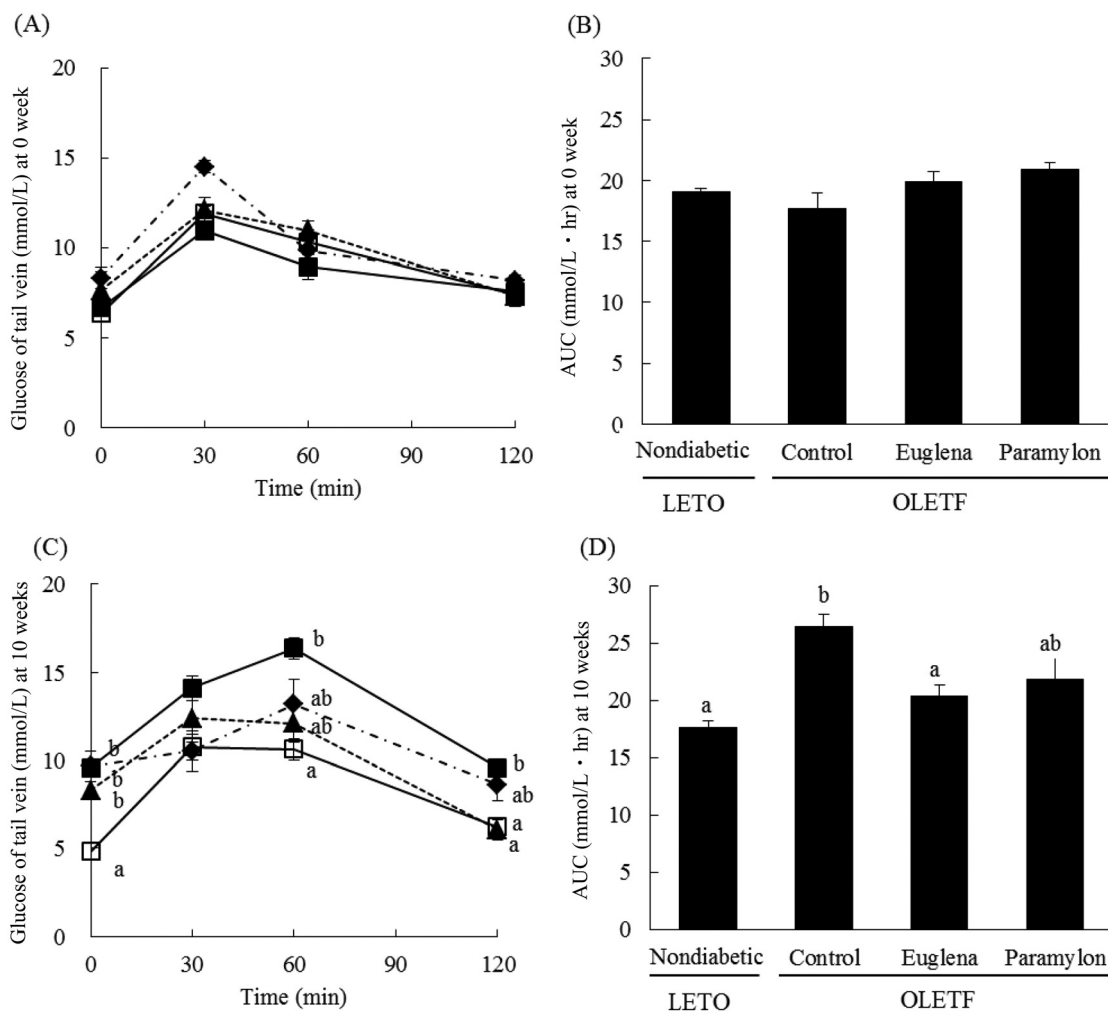 (A)
Glucose of tail vein (mmol/L) at 0 week
20
15
10
5
0
0 30 60 90 120
Time (min)
(B)
AUC (mmol/L・hr) at 0 week
30
25
20
15
10
5
0
Nondiabetic Control Euglena Paramylon
LETO OLETF
(C)
Glucose of tail vein (mmol/L) at 10 weeks
20
15
10
5
0
b
b
b
a
b
ab
ab
a
b
ab
a
a
0 30 60 90 120
Time (min)
(D)
AUC (mmol/L・hr) at 10 weeks
30
25
20
15
10
5
0
a b a ab
Nondiabetic Control Euglena Paramylon
LETO OLETF